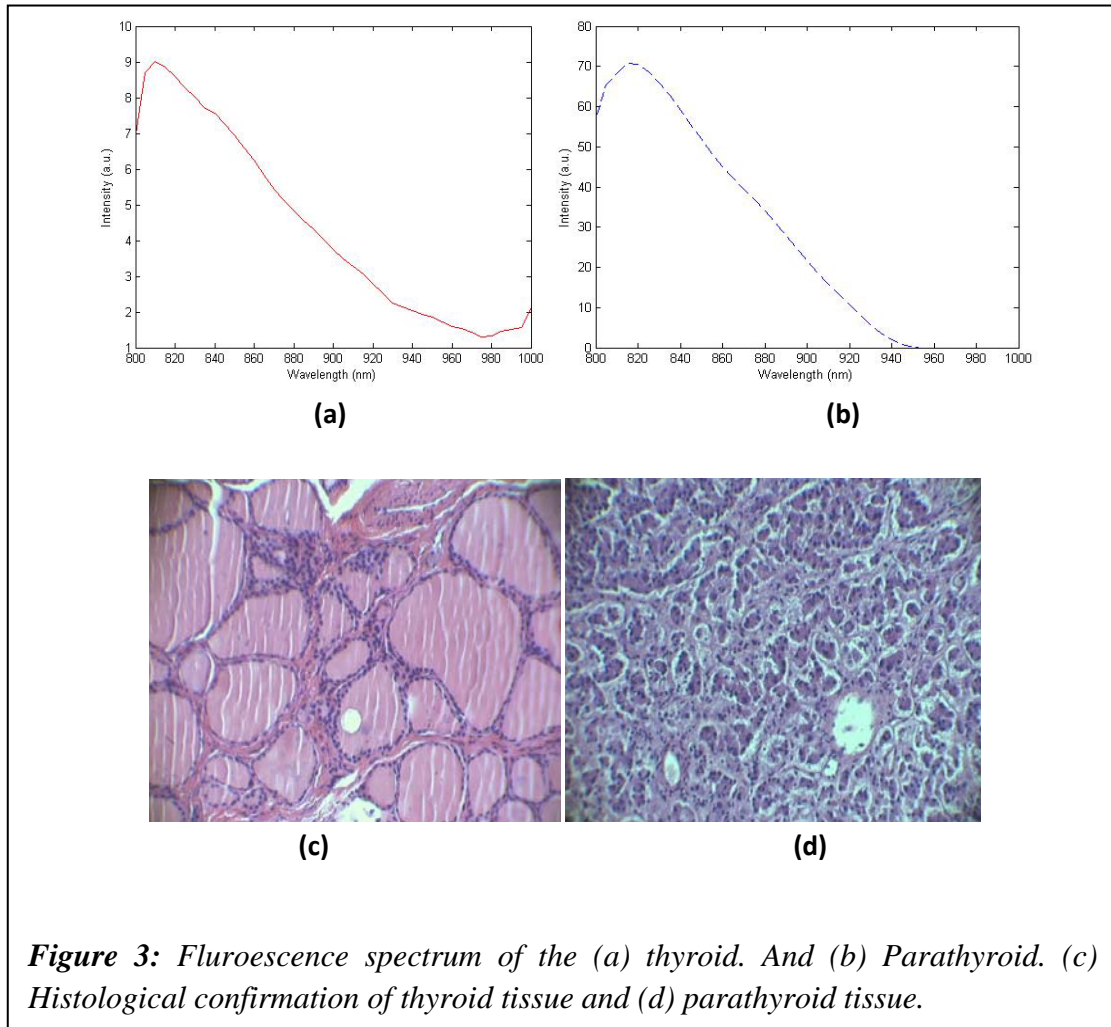 10
9
8
7
6
5
4
3
2
1
Intensity (a.u.)
800 820 840 860 880 900 920 940 960 980 1000
Wavelength (nm)
(a)
80
70
60
50
40
30
20
10
0
Intensity (a.u.)
800 820 840 860 880 900 920 940 960 980 1000
Wavelength (nm)
(b)
(c)
(d)
Figure 3: Fluroescence spectrum of the (a) thyroid. And (b) Parathyroid. (c)
Histological confirmation of thyroid tissue and (d) parathyroid tissue.